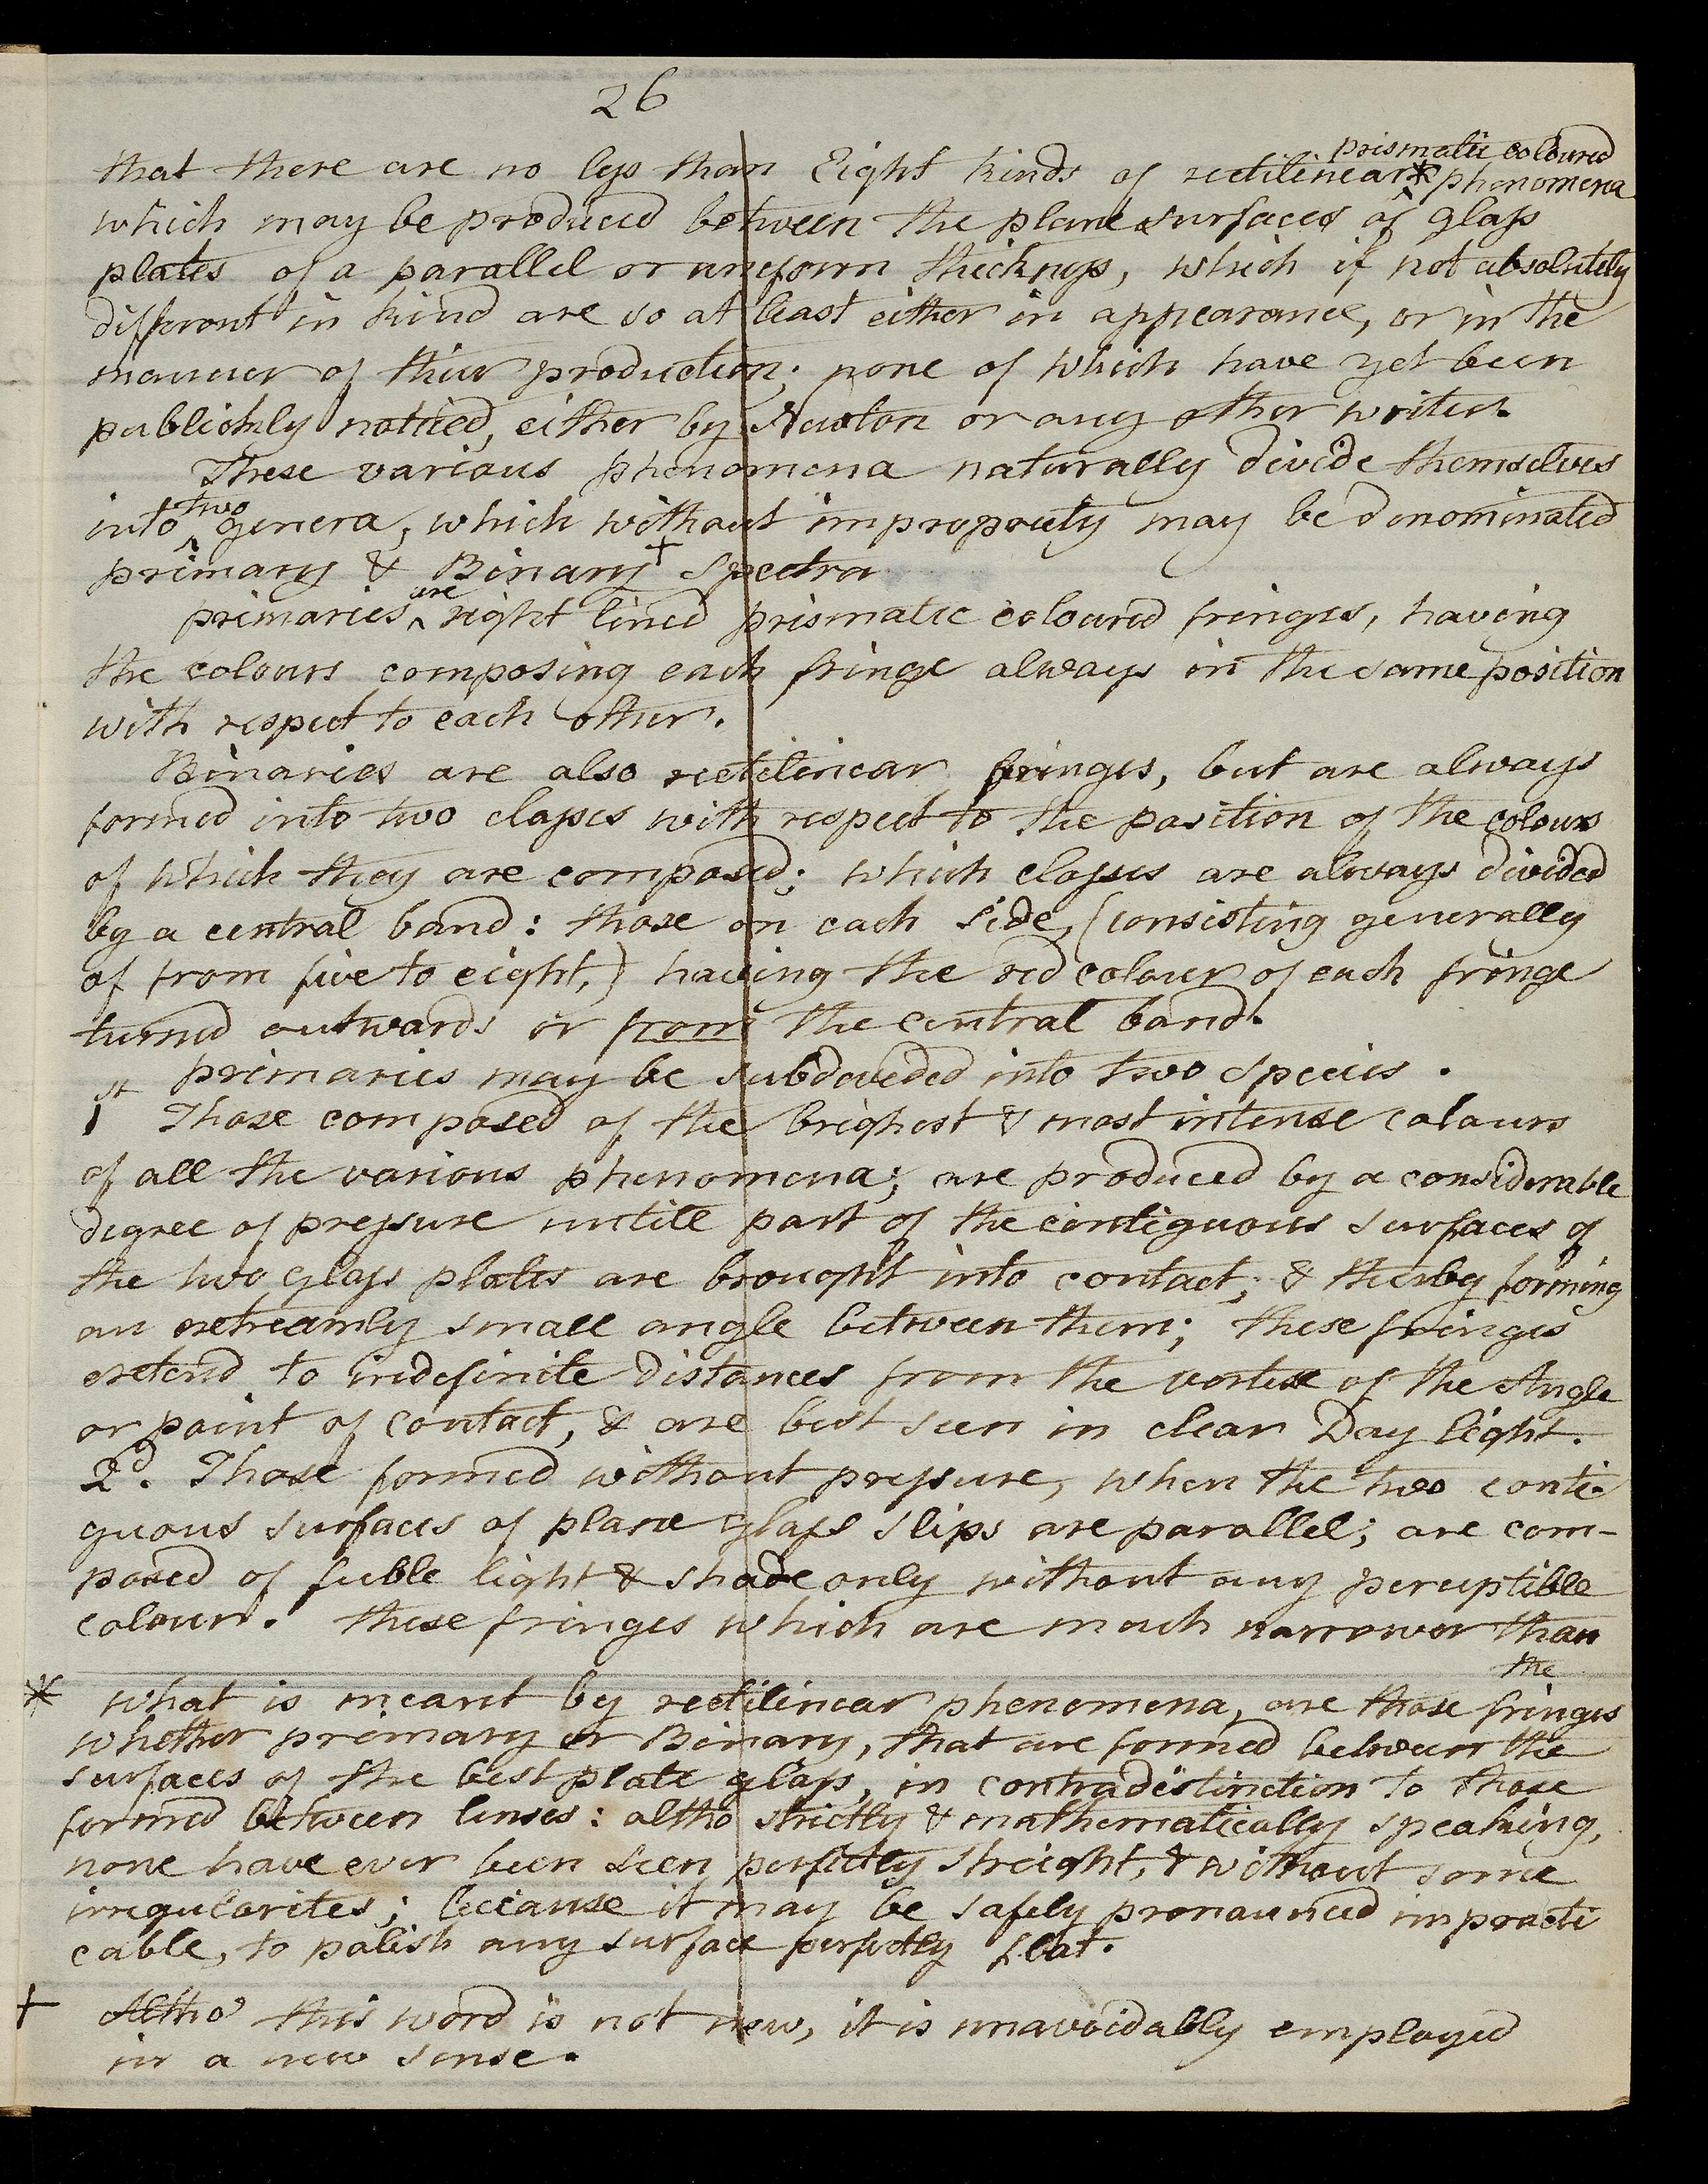 26
that there are no less than Eight kinds of rectilinear* prismatic coloured phenomena
which may be produced between the plane surfaces of glass
plates of a parallel or uneform thickness, which if not absolutely
different in kind are so at least either in appearance, or in the
manner of thier production; none of which have yet been
publickly noticed, either by Newton or any other writer.
These various phenomena naturally divide themselves
into two genera, which without impropriety may be denominated
primary & Binary+ Spectra
primaries are right lined prismatic coloured fringes, having
the colours composing each fringe always in the same position
with respect to each other.
Binaries are also rectilinear fringes, but are always
formed into two classes with respect to the position of the colours
of which they are composed; which classes are always divided
by a central band: those on each side, (consisting generally
of from five to eight,) having the red colour of each fringe
turned outwards or from the central band.
primaries may be subdeveded into two species.
1st Those composed of the brighest & most intense colours
of all the various phenomena; are produced by a considerable
degree of pressure untill part of the contiguous surfaces of
the two glass plates are brought into contact; & therby forming
an extreamly small angle between them; these fringes
extend to indefinite distances from the vortex of the Angle
or point of contact, & are best seen in clear Day light.
2d. Those formed without pressure, when the two conti-
guous surfaces of plane glass slips are parallel; are com-
posed of feeble light & shade only without any perceptible
colour. these fringes which are much narrower than
the
* What is meant by rectilinear phenomena, are those fringes
whether primary or Binary, that are formed between the
surfaces of the best plate glass, in contradistinction to those
formed between linses: altho strictly & mathematically speaking,
none have ever been seen perfectly streight, & without some
irregularites; beciause it may be safely pronounced impracti
cable, to polish any surface perfectly flat.
+ Altho' this word is not new, it is unavoidably employed
in a new sense.